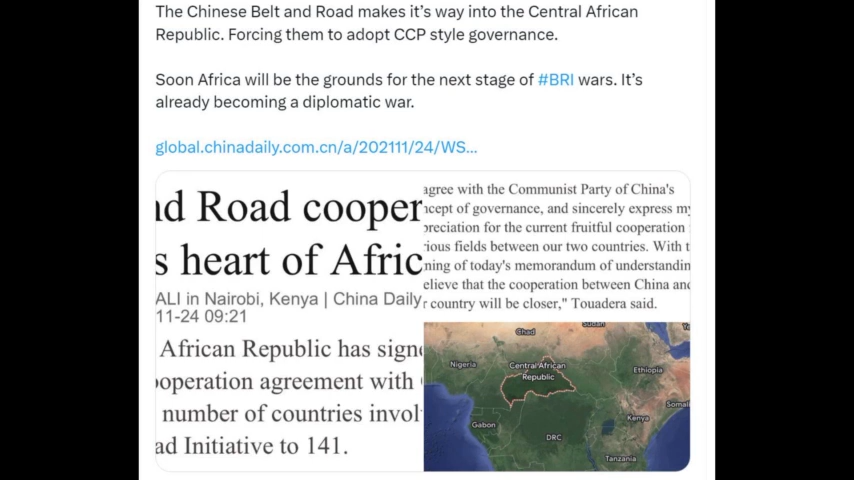 The Chinese Belt and Road makes it's way into the Central African
Republic. Forcing them to adopt CCP style governance.
Soon Africa will be the grounds for the next stage of #BRI wars. It's
already becoming a diplomatic war.
global.chinadaily.com.cn/a/202111/24/WS...
nd Road cooper
s heart of Afric
ALI in Nairobi, Kenya | China Daily
11-24 09:21
African Republic has signe
ooperation agreement with
number of countries invol
ad Initiative to 141.
agree with the Communist Party of China's
ncept of governance, and sincerely express my
preciation for the current fruitful cooperation
rious fields between our two countries. With t
ning of today's memorandum of understandin
elieve that the cooperation between China and
r country will be closer," Touadera said.
Chad
Sudan
Ye
Nigeria
Central African
Republic
Ethiopia
Somal
Gabon
Kenya
DRC
Tanzania